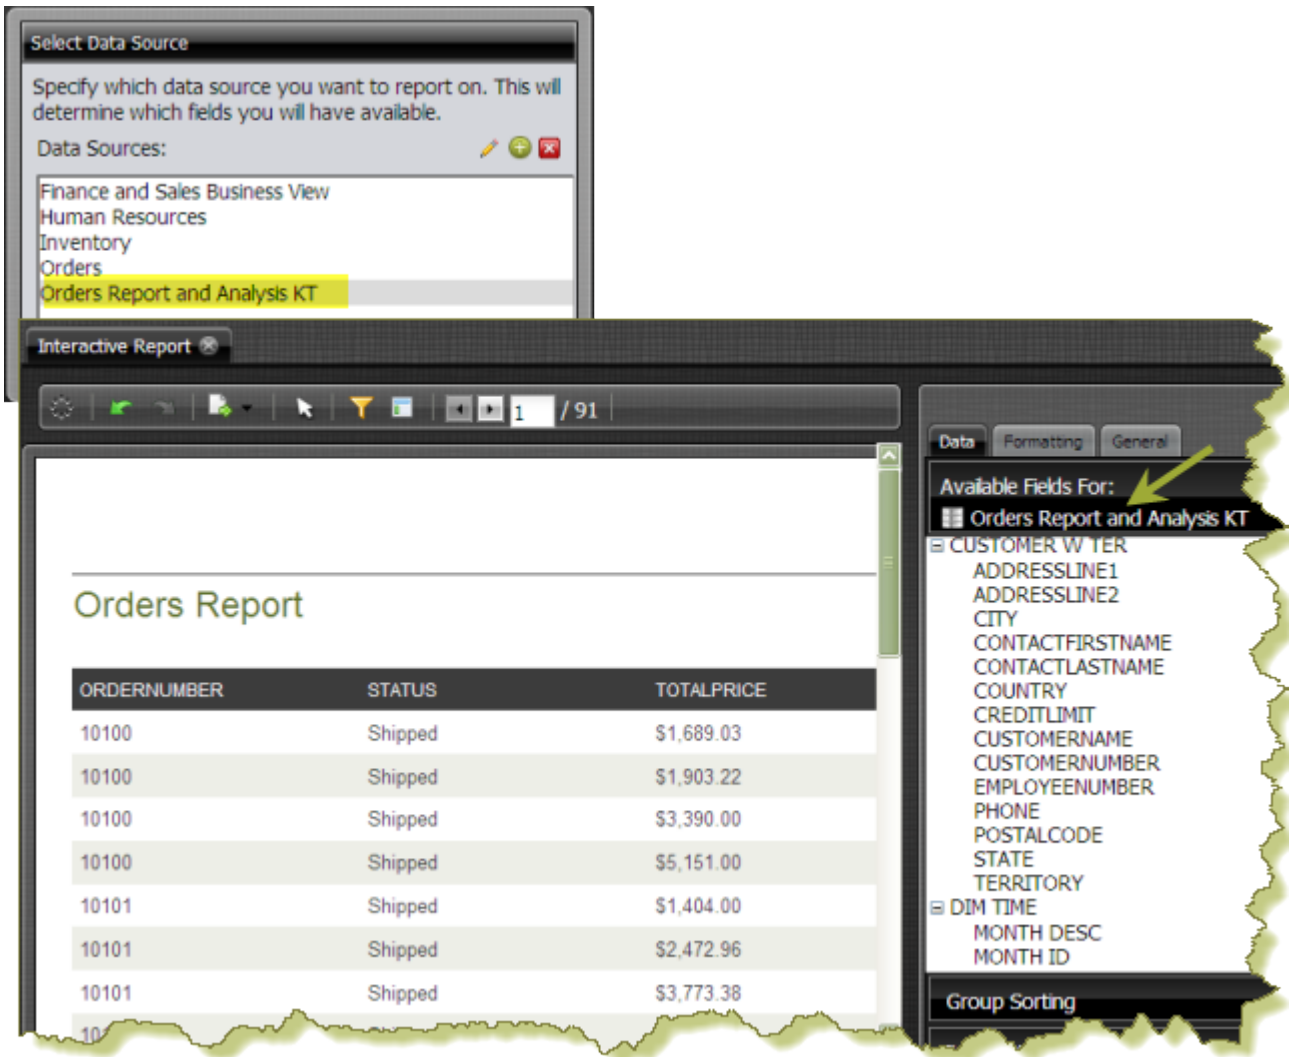 Select Data Source
Specify which data source you want to report on. This will
determine which fields you will have available.
Data Sources:
Finance and Sales Business View
Human Resources
Inventory
Orders
Orders Report and Analysis KT
Interactive Report
1 / 91
Data Formatting General
Available Fields For:
Orders Report and Analysis KT
CUSTOMER W TER
ADDRESSLINE1
ADDRESSLINE2
CITY
CONTACTFIRSTNAME
CONTACTLASTNAME
COUNTRY
CREDITLIMIT
CUSTOMERNAME
CUSTOMERNUMBER
EMPLOYEENUMBER
PHONE
POSTALCODE
STATE
TERRITORY
DIM TIME
MONTH DESC
MONTH ID
Group Sorting
Orders Report
ORDERNUMBER STATUS TOTALPRICE
10100 Shipped $1,689.03
10100 Shipped $1,903.22
10100 Shipped $3,390.00
10100 Shipped $5,151.00
10101 Shipped $1,404.00
10101 Shipped $2,472.96
10101 Shipped $3,773.38